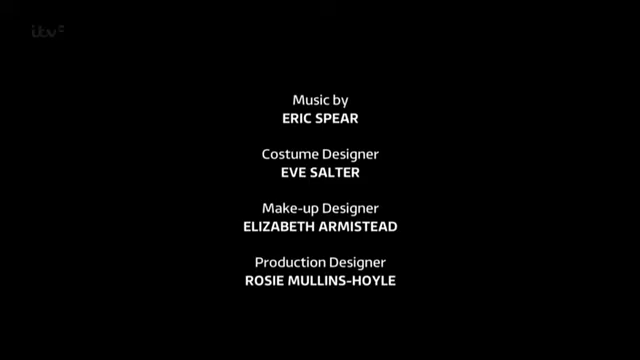 itv
Music by
ERIC SPEAR
Costume Designer
EVE SALTER
Make-up Designer
ELIZABETH ARMISTEAD
Production Designer
ROSIE MULLINS-HOYLE